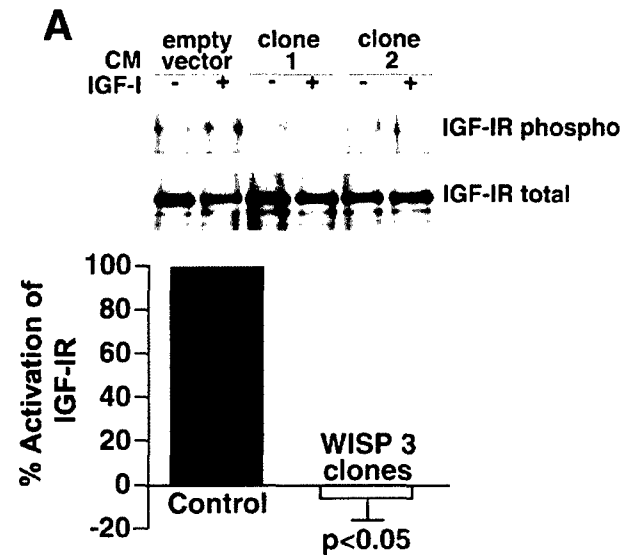 A
empty clone clone
CM vector 1 2
IGF-I - + - + - +
IGF-IR phospho
IGF-IR total
% Activation of
IGF-IR
100
80
60
40
20
0
-20
Control
WISP 3
clones
p<0.05